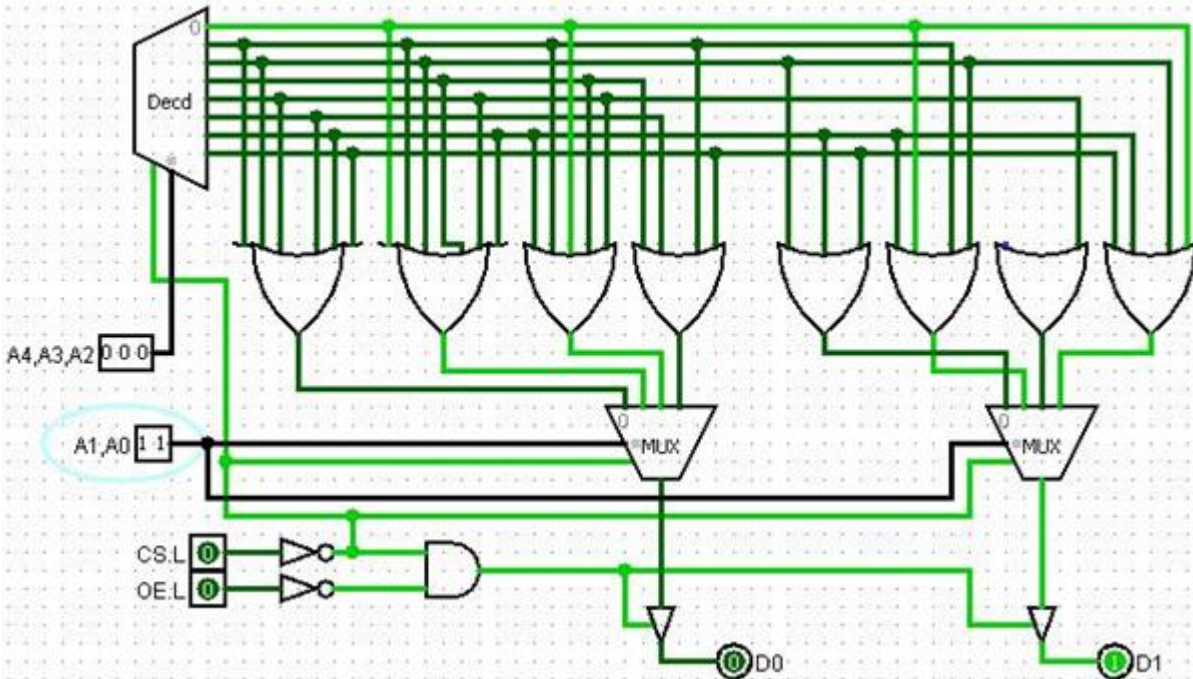 0
Decd
A4,A3,A2 0 0 0
0 0
A1,A0 1 1
MUX MUX
CS.L 0
OE.L 0
0 D0 1 D1